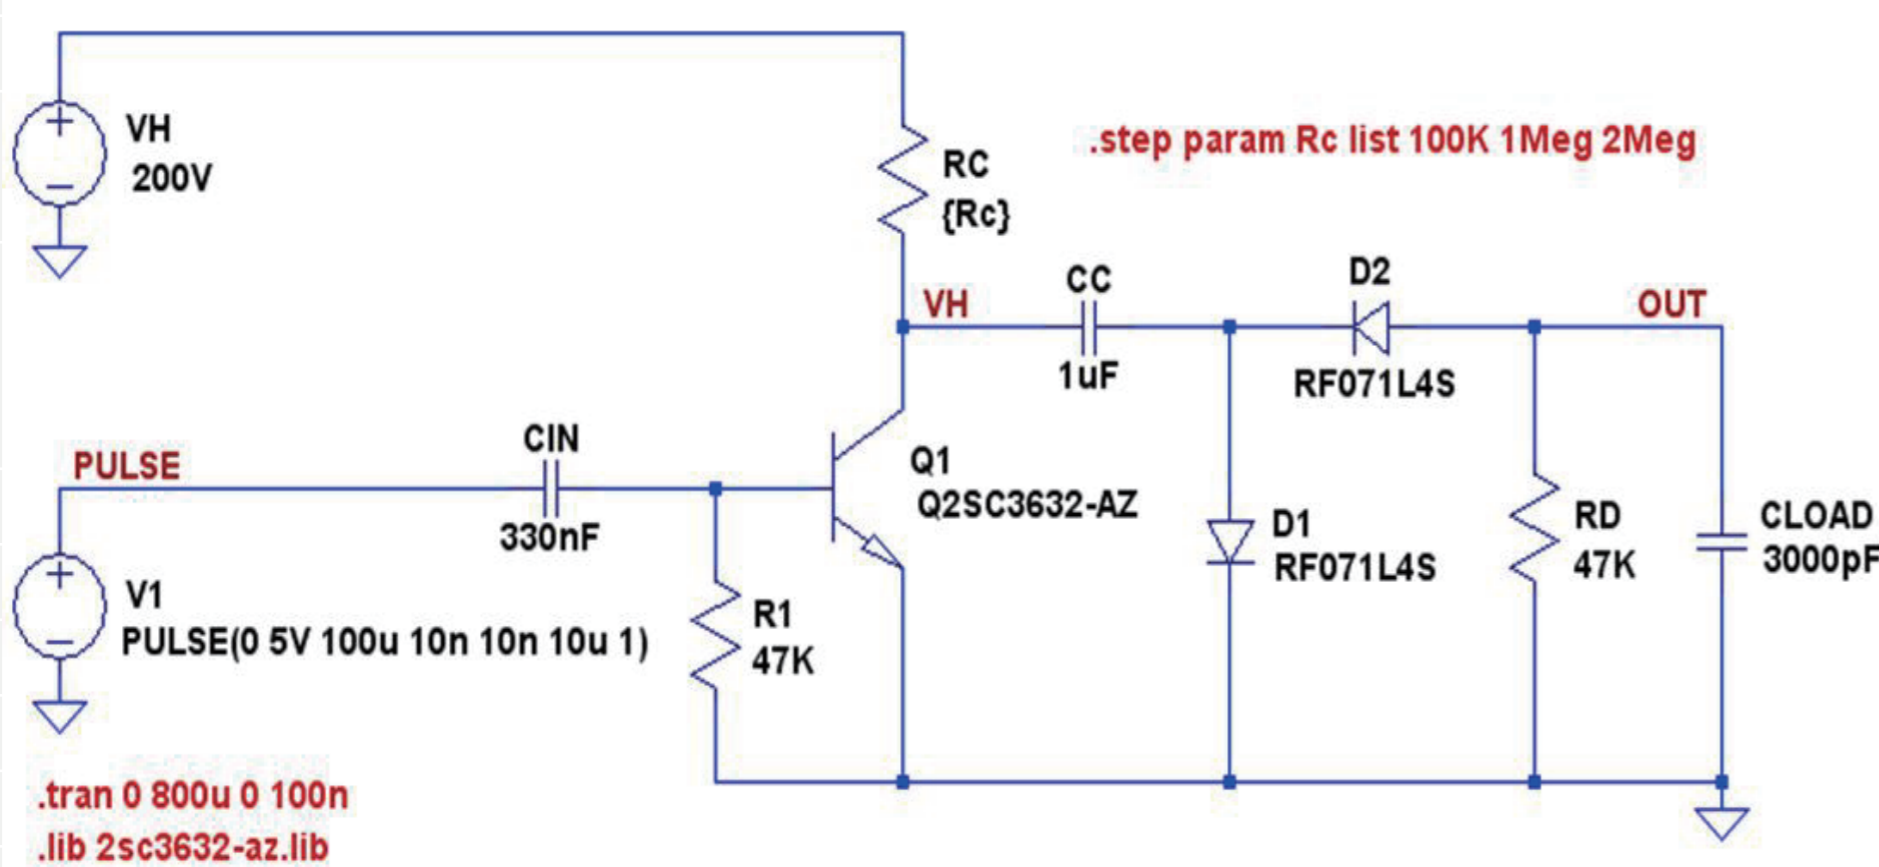 VH
200V
RC
{Rc}
.step param Rc list 100K 1Meg 2Meg
VH
CC
1uF
D2
RF071L4S
OUT
PULSE
CIN
330nF
Q1
Q2SC3632-AZ
V1
PULSE(0 5V 100u 10n 10n 10u 1)
R1
47K
D1
RF071L4S
RD
47K
CLOAD
3000pF
.tran 0 800u 0 100n
.lib 2sc3632-az.lib